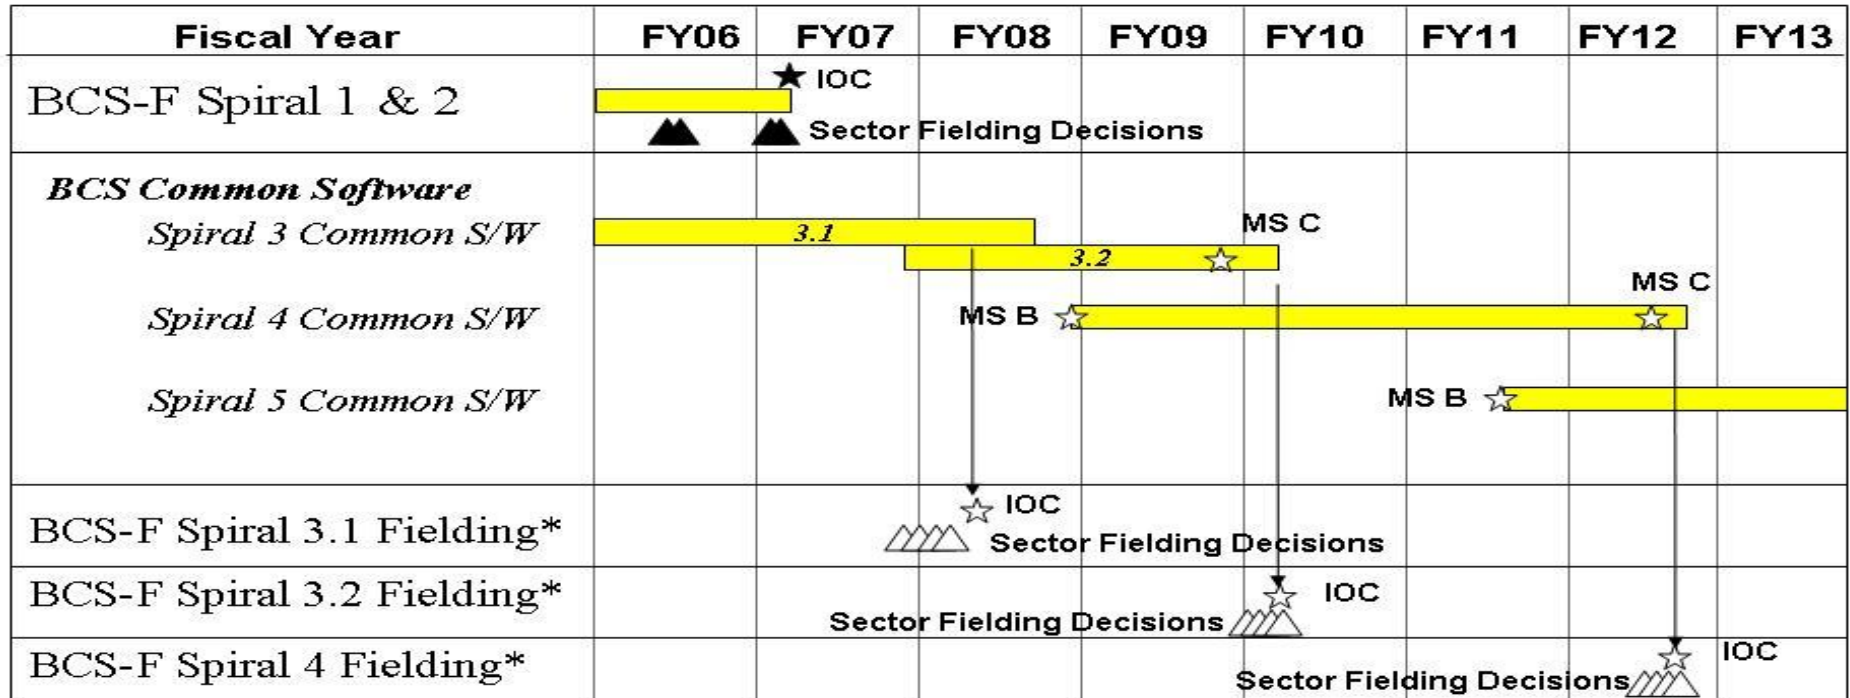 Fiscal Year FY06 FY07 FY08 FY09 FY10 FY11 FY12 FY13
IOC
BCS-F Spiral 1 & 2
Sector Fielding Decisions
BCS Common Software
MS C
Spiral 3 Common S/W 3.1
3.2
MS C
Spiral 4 Common S/W MS B
Spiral 5 Common S/W MS B
IOC
BCS-F Spiral 3.1 Fielding*
Sector Fielding Decisions
BCS-F Spiral 3.2 Fielding* IOC
Sector Fielding Decisions
BCS-F Spiral 4 Fielding* IOC
Sector Fielding Decisions